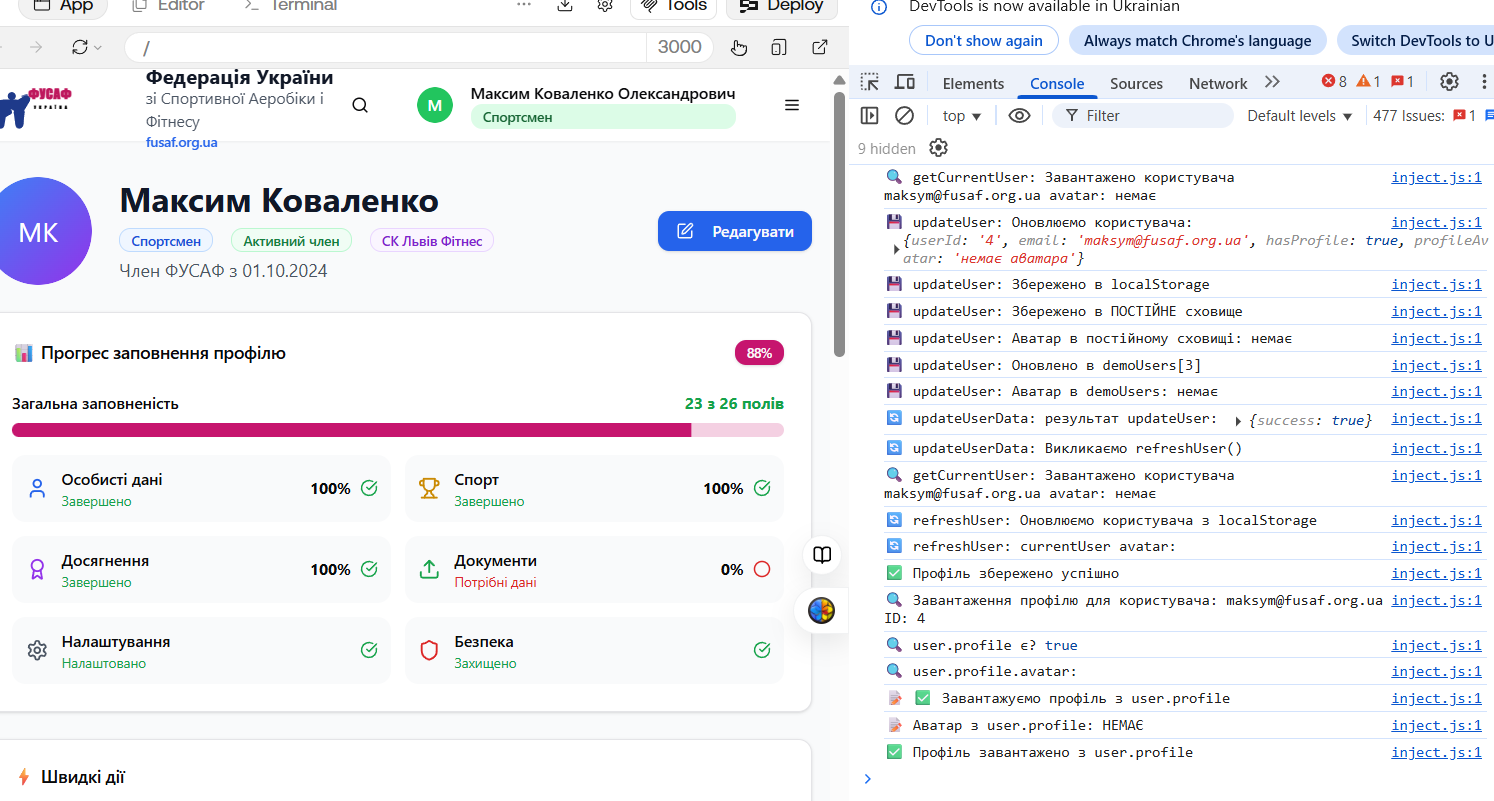 App
Editor
Terminal
Tools
Deploy
/
3000
ФУСАФ
УКРАЇНА
Федерація України
зі Спортивної Аеробіки і
Фітнесу
fusaf.org.ua
М
Максим Коваленко Олександрович
Спортсмен
МК
Максим Коваленко
Спортсмен
Активний член
СК Львів Фітнес
Член ФУСАФ з 01.10.2024
Редагувати
Прогрес заповнення профілю
88%
Загальна заповненість
23 з 26 полів
Особисті дані
Завершено
100%
Спорт
Завершено
100%
Досягнення
Завершено
100%
Документи
Потрібні дані
0%
Налаштування
Налаштовано
Безпека
Захищено
Швидкі дії
DevTools is now available in Ukrainian
Don't show again
Always match Chrome's language
Switch DevTools to U
Elements
Console
Sources
Network
8
1
1
top
Filter
Default levels
477 Issues:
1
9 hidden
getCurrentUser: Завантажено користувача inject.js:1
maksym@fusaf.org.ua avatar: немає
updateUser: Оновлюємо користувача: inject.js:1
{userId: '4', email: 'maksym@fusaf.org.ua', hasProfile: true, profileAv
atar: 'немає аватара'}
updateUser: Збережено в localStorage inject.js:1
updateUser: Збережено в ПОСТІЙНЕ сховище inject.js:1
updateUser: Аватар в постійному сховищі: немає inject.js:1
updateUser: Оновлено в demoUsers[3] inject.js:1
updateUser: Аватар в demoUsers: немає inject.js:1
updateUserData: результат updateUser: {success: true} inject.js:1
updateUserData: Викликаємо refreshUser() inject.js:1
getCurrentUser: Завантажено користувача inject.js:1
maksym@fusaf.org.ua avatar: немає
refreshUser: Оновлюємо користувача з localStorage inject.js:1
refreshUser: currentUser avatar: inject.js:1
Профіль збережено успішно inject.js:1
Завантаження профілю для користувача: maksym@fusaf.org.ua inject.js:1
ID: 4
user.profile є? true inject.js:1
user.profile.avatar: inject.js:1
Завантажуємо профіль з user.profile inject.js:1
Аватар з user.profile: НЕМАЄ inject.js:1
Профіль завантажено з user.profile inject.js:1